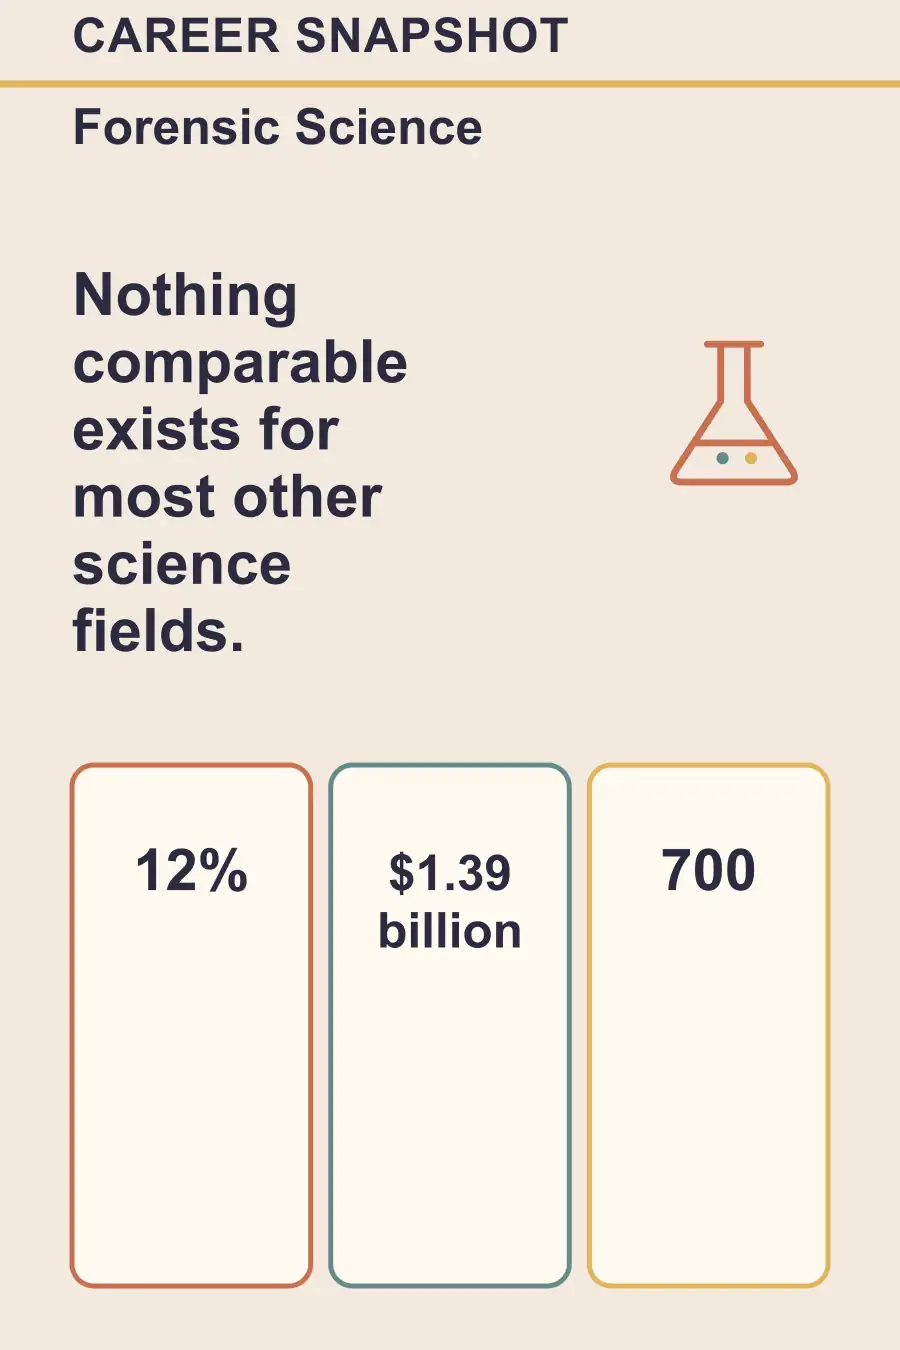 CAREER SNAPSHOT
Forensic Science
Nothing
comparable
exists for
most other
science
fields.
12%
$1.39
billion
700